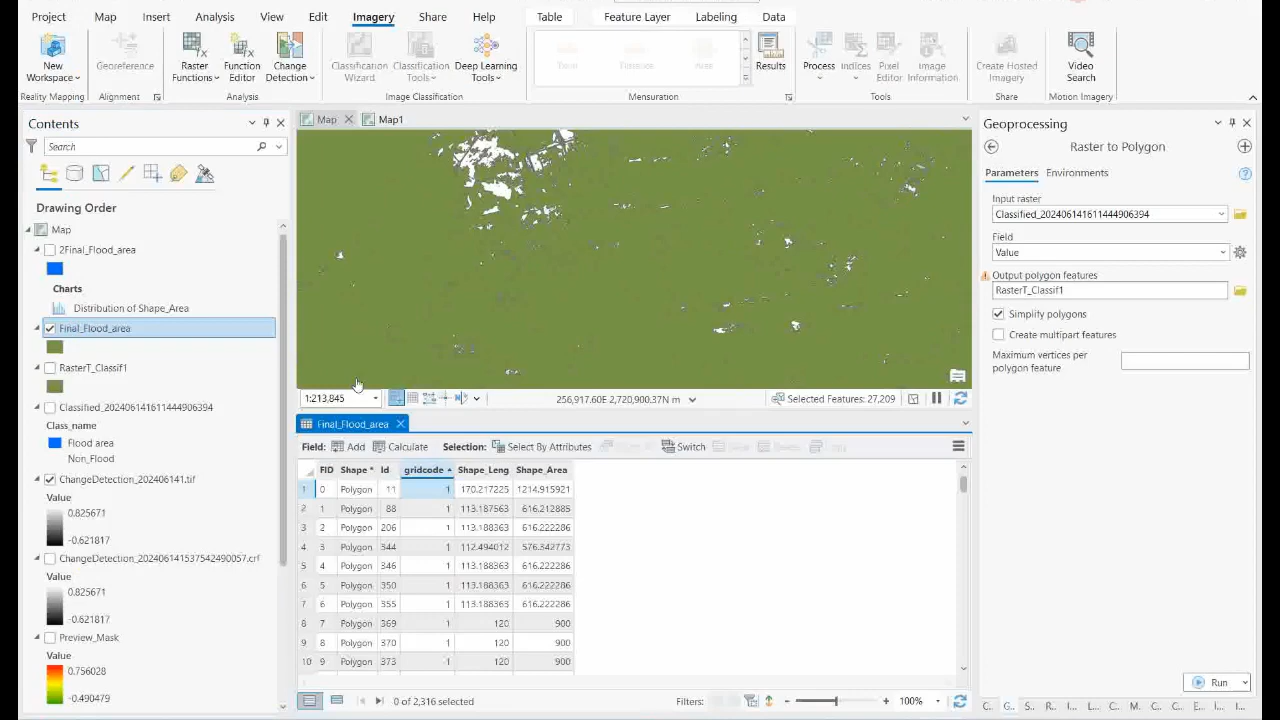 Project Map Insert Analysis View Edit Imagery Share Help Table Feature Layer Labeling Data
New Workspace
Georeference
Raster Functions
Function Editor
Change Detection
Classification Wizard
Classification Tools
Deep Learning Tools
Results
Process
Indices
Pixel Editor
Image Information
Create Hosted Imagery
Video Search
Reality Mapping Alignment Analysis Image Classification Mensuration Tools Share Motion Imagery
Contents
Search
Drawing Order
Map
2Final_Flood_area
Charts
Distribution of Shape_Area
Final_Flood_area
RasterT_Classif1
Classified_202406141611444906394
Class_name
Flood area
ChangeDetection_202406141.tif
Value
0.825671
-0.621817
ChangeDetection_202406141537542490057.crf
Value
0.825671
-0.621817
Preview_Mask
Value
0.756028
-0.490479
Map Map1
1:213,845
256,917.60E 2,720,900.37N m
Selected Features: 27,209
Final_Flood_area
Field: Add Calculate Selection: Select By Attributes Switch
FID Shape * Id gridcode Shape_Leng Shape_Area
1 0 Polygon 11 1 170.217225 1214.915921
2 1 Polygon 88 1 113.187563 616.212885
3 2 Polygon 206 1 113.188363 616.222286
4 3 Polygon 344 1 112.494012 576.342773
5 4 Polygon 346 1 113.188363 616.222286
6 5 Polygon 350 1 113.188363 616.222286
7 6 Polygon 355 1 113.188363 616.222286
8 7 Polygon 369 1 120 900
9 8 Polygon 370 1 120 900
10 9 Polygon 373 1 120 900
0 of 2,316 selected
Filters:
100%
Geoprocessing
Raster to Polygon
Parameters Environments
Input raster
Classified_202406141611444906394
Field
Value
Output polygon features
RasterT_Classif1
Simplify polygons
Create multipart features
Maximum vertices per
polygon feature
Run
C... G... S... R... I... C... M... C... C... E... I... I...